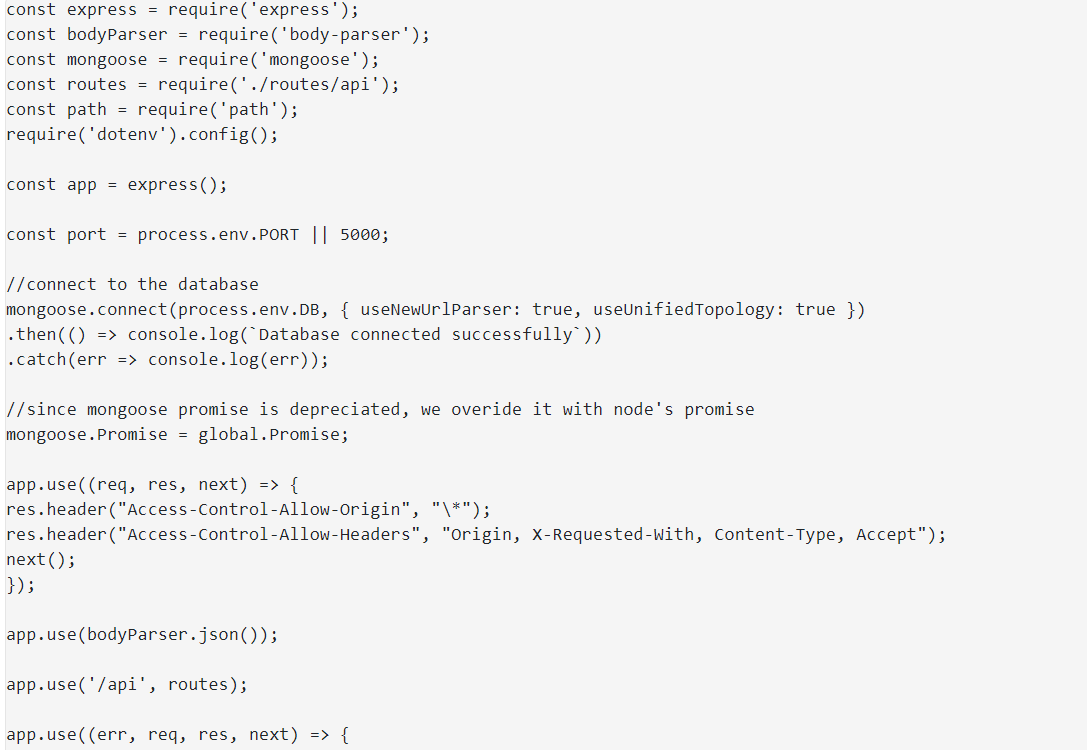 const express = require('express');
const bodyParser = require('body-parser');
const mongoose = require('mongoose');
const routes = require('./routes/api');
const path = require('path');
require('dotenv').config();
const app = express();
const port = process.env.PORT || 5000;
//connect to the database
mongoose.connect(process.env.DB, { useNewUrlParser: true, useUnifiedTopology: true })
.then(() => console.log(`Database connected successfully`))
.catch(err => console.log(err));
//since mongoose promise is depreciated, we overide it with node's promise
mongoose.Promise = global.Promise;
app.use((req, res, next) => {
res.header("Access-Control-Allow-Origin", "\*");
res.header("Access-Control-Allow-Headers", "Origin, X-Requested-With, Content-Type, Accept");
next();
});
app.use(bodyParser.json());
app.use('/api', routes);
app.use((err, req, res, next) => {